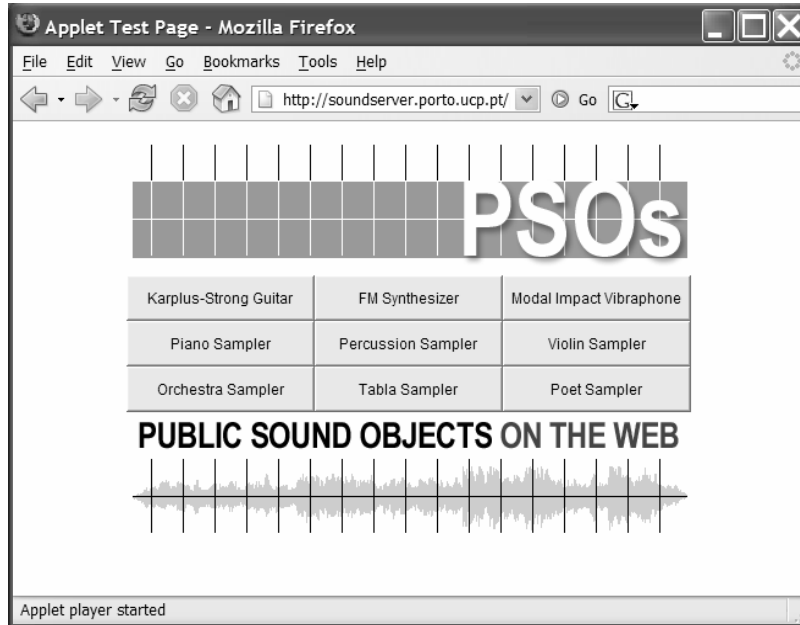 Applet Test Page - Mozilla Firefox
File Edit View Go Bookmarks Tools Help
http://soundserver.porto.ucp.pt/ Go G
PSOs
Karplus-Strong Guitar FM Synthesizer Modal Impact Vibraphone
Piano Sampler Percussion Sampler Violin Sampler
Orchestra Sampler Tabla Sampler Poet Sampler
PUBLIC SOUND OBJECTS ON THE WEB
Applet player started